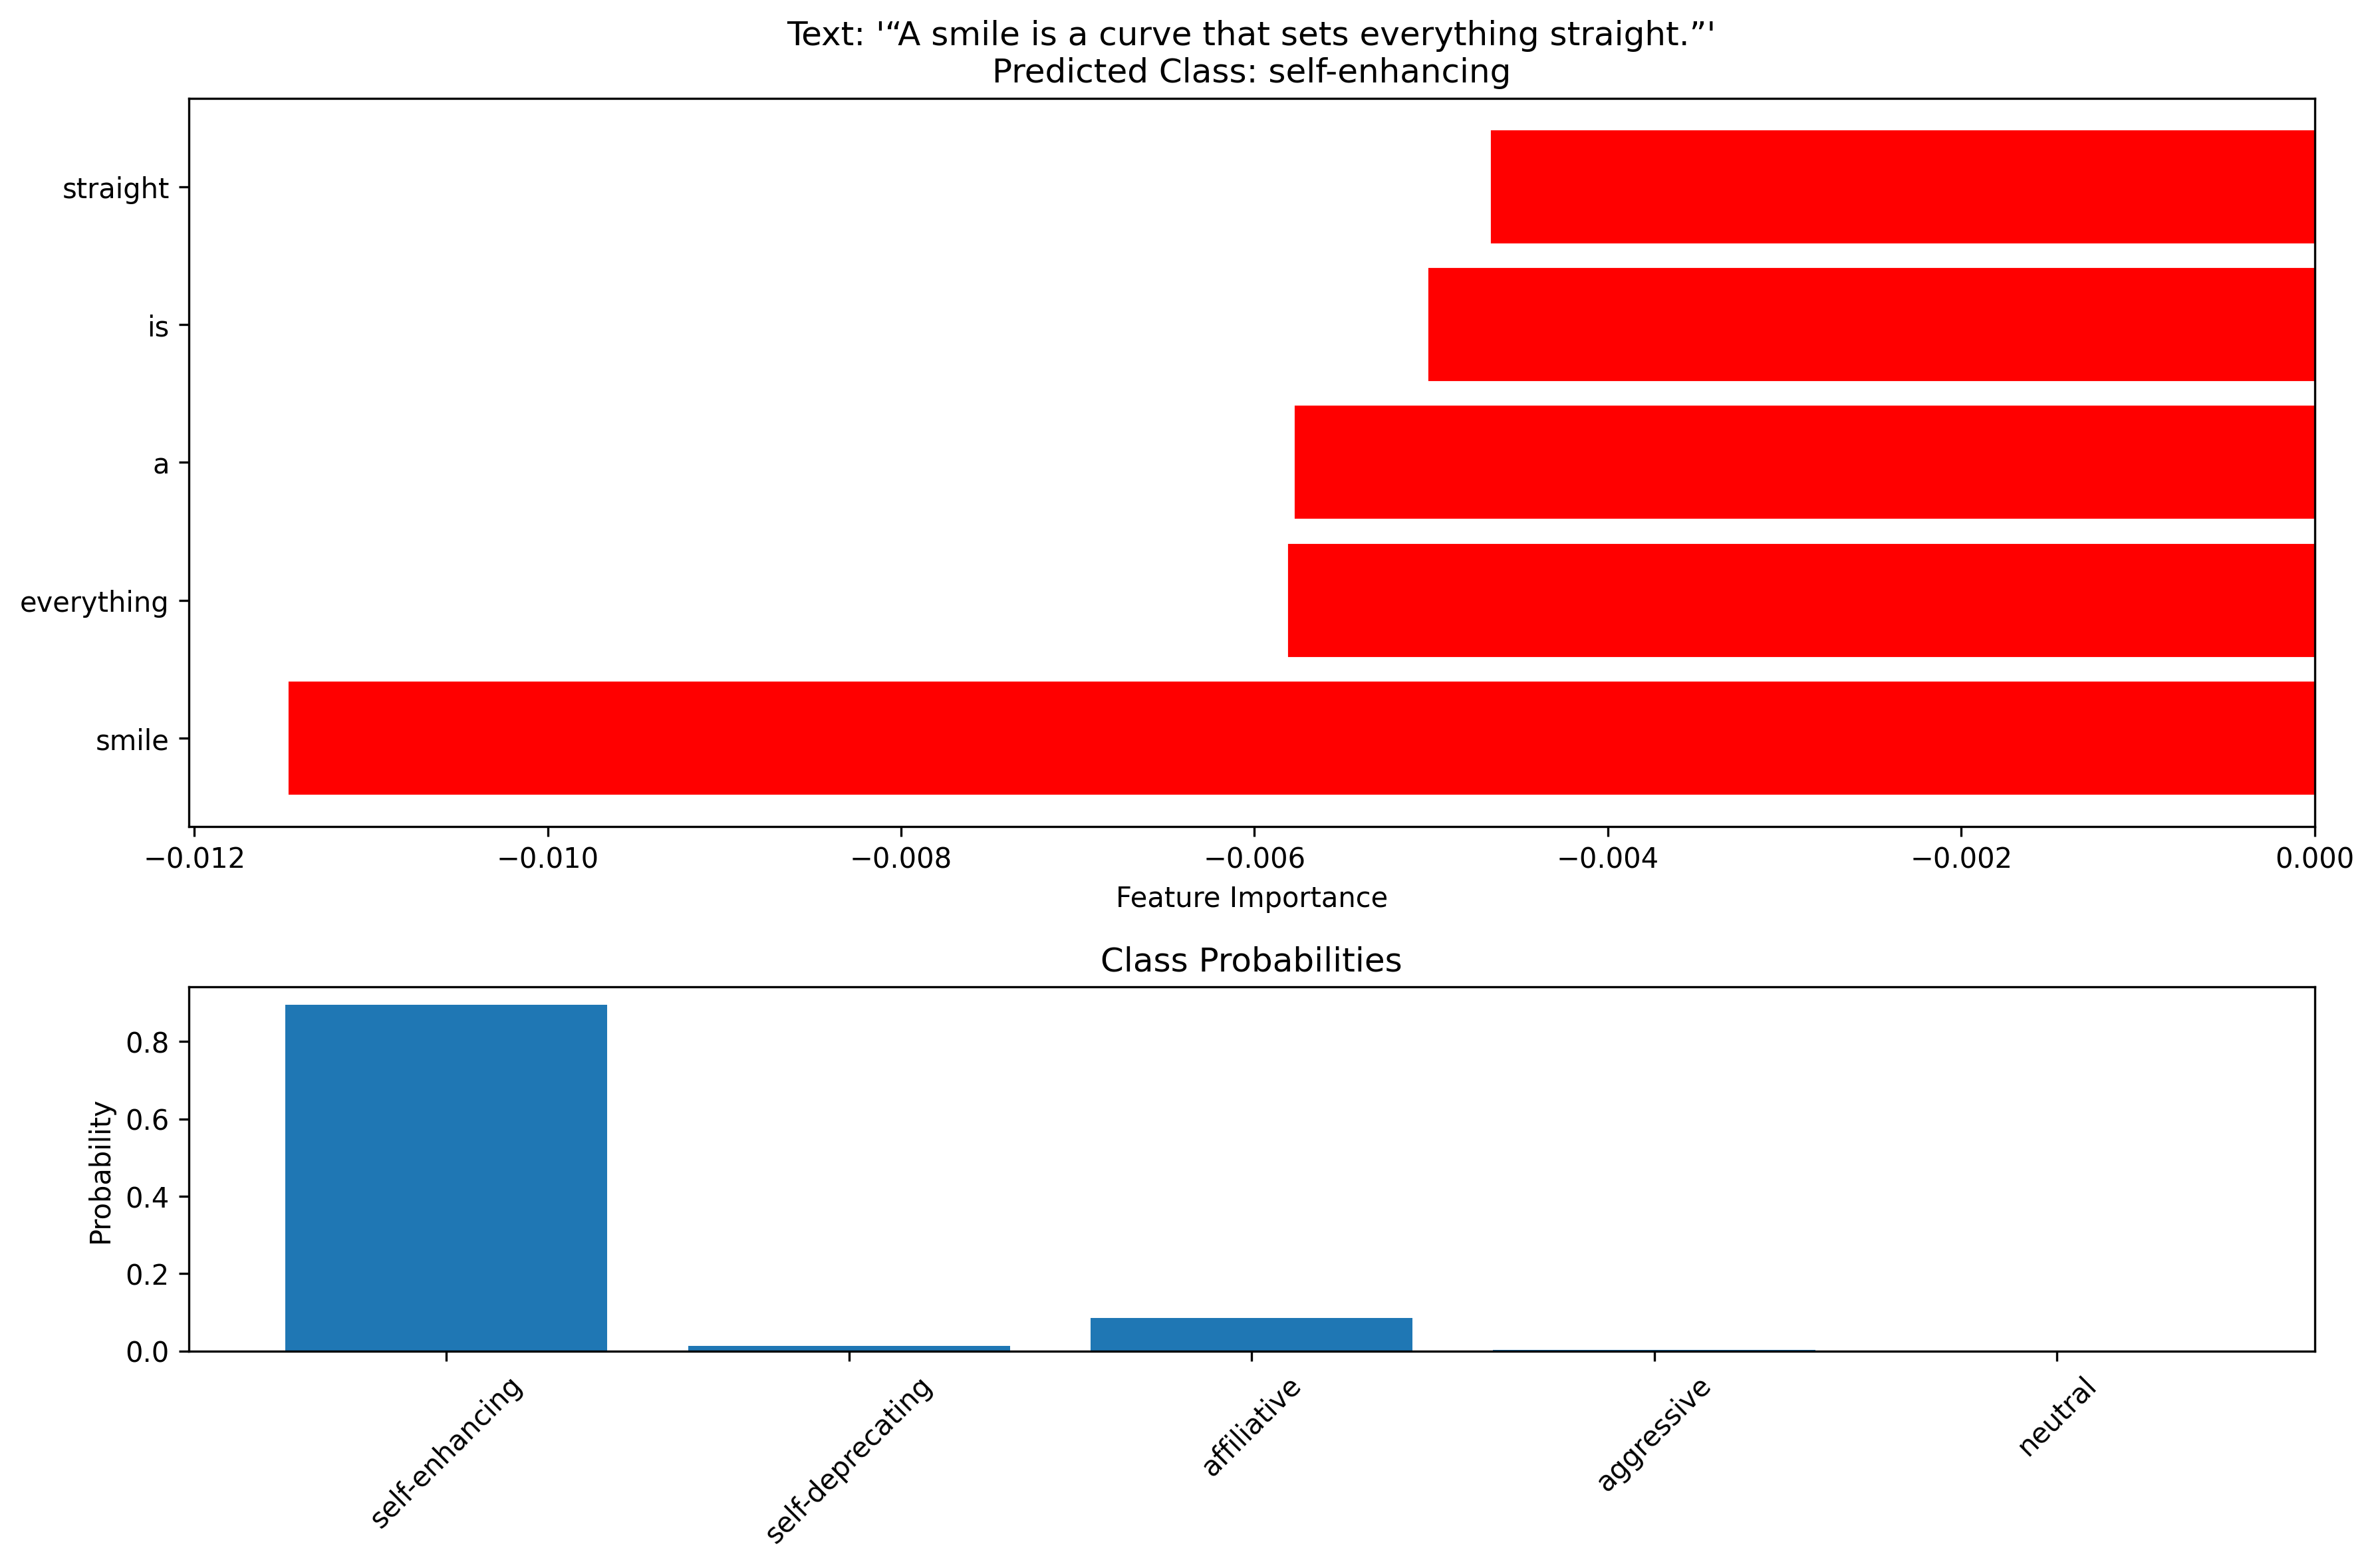 Text: '“A smile is a curve that sets everything straight.”'
Predicted Class: self-enhancing
straight
is
a
everything
smile
−0.012 −0.010 −0.008 −0.006 −0.004 −0.002 0.000
Feature Importance
Class Probabilities
Probability
0.8
0.6
0.4
0.2
0.0
self-enhancing
self-deprecating
affiliative
aggressive
neutral